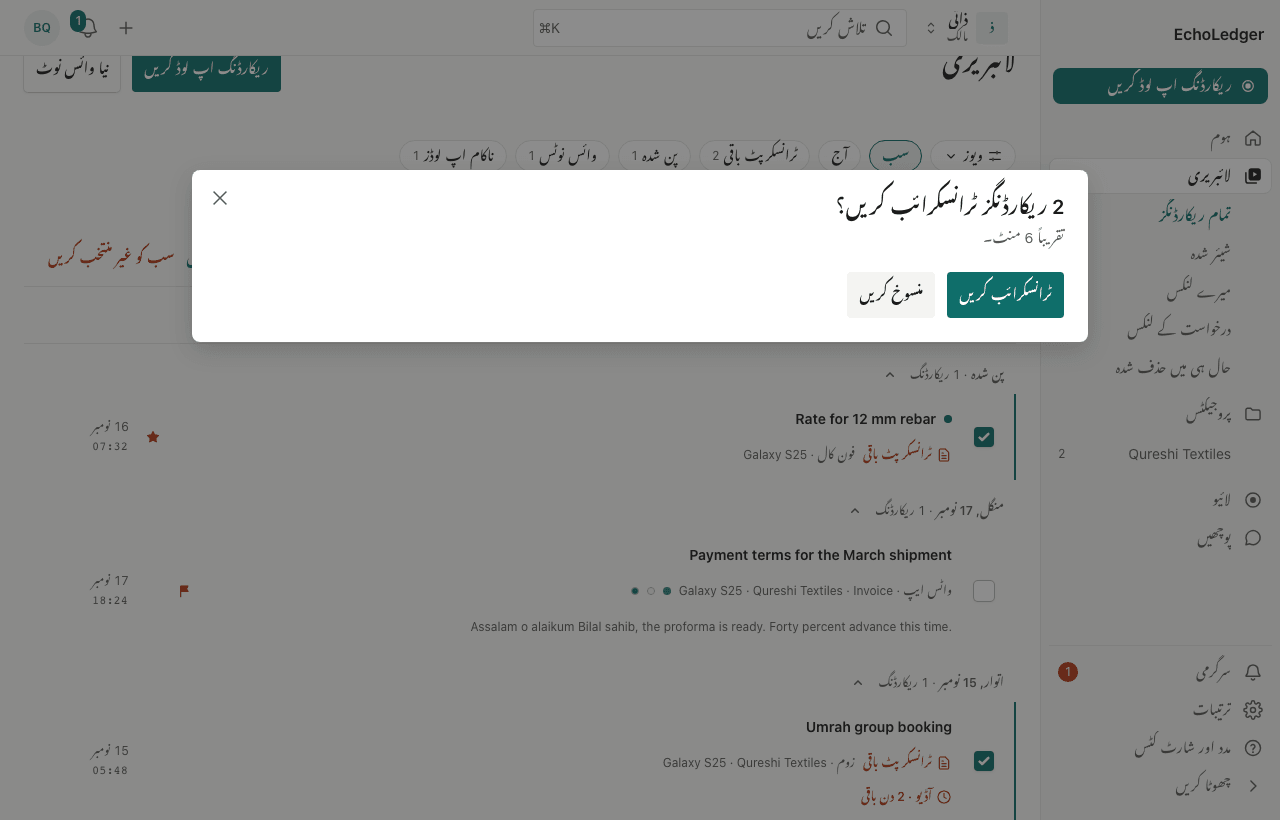 EchoLedger
ریکارڈنگ اپ لوڈ کریں
ہوم
لائبریری
تمام ریکارڈنگز
شیئر شدہ
میرے لنکس
درخواست کے لنکس
حال ہی میں حذف شدہ
پروجیکٹس
Qureshi Textiles 2
لائیو
پوچھیں
سرگرمی 1
ترتیبات
مدد اور شارٹ کٹس
چھوٹا کریں
ذ
ذاتی
مالک
تلاش کریں ⌘K
1
BQ
لائبریری
ریکارڈنگ اپ لوڈ کریں
نیا وائس نوٹ
ویوز
سب
آج
ٹرانسکرپٹ باقی 2
پن شدہ 1
وائس نوٹس 1
ناکام اپ لوڈز 1
سب کو غیر منتخب کریں
2 ریکارڈنگز ٹرانسکرائب کریں؟
تقریباً 6 منٹ۔
ٹرانسکرائب کریں
منسوخ کریں
پن شدہ · 1 ریکارڈنگ
Rate for 12 mm rebar
ٹرانسکرپٹ باقی فون کال · Galaxy S25
16 نومبر
07:32
منگل, 17 نومبر · 1 ریکارڈنگ
Payment terms for the March shipment
واٹس ایپ · Galaxy S25 · Qureshi Textiles · Invoice
Assalam o alaikum Bilal sahib, the proforma is ready. Forty percent advance this time.
17 نومبر
18:24
اتوار, 15 نومبر · 1 ریکارڈنگ
Umrah group booking
ٹرانسکرپٹ باقی زوم · Galaxy S25 · Qureshi Textiles
آڈیو · 2 دن باقی
15 نومبر
05:48